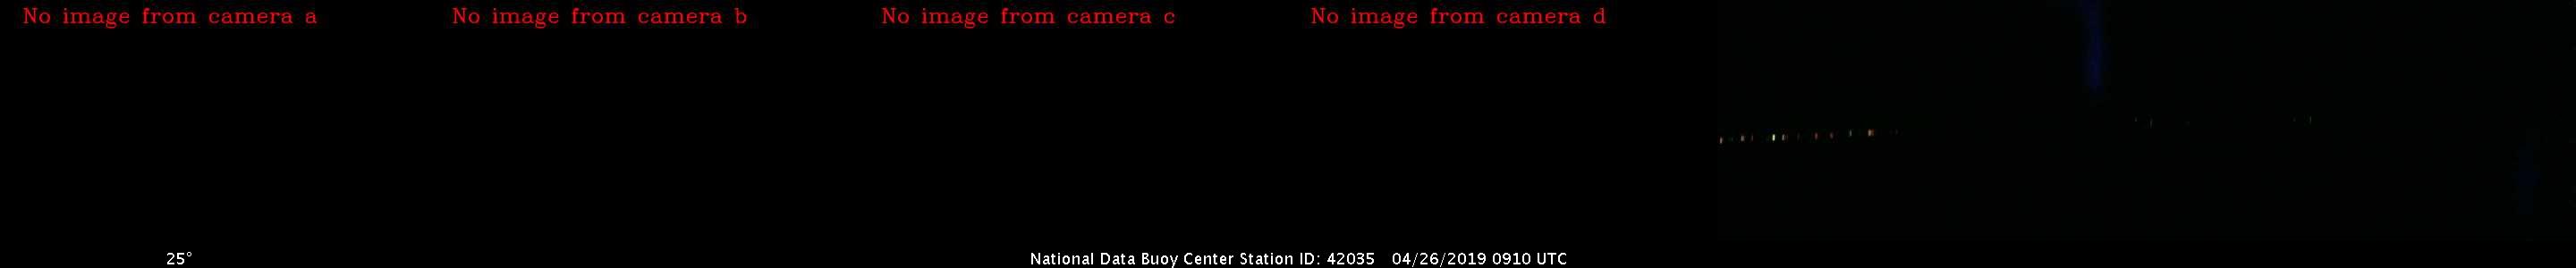 No image from camera a
No image from camera b
No image from camera c
No image from camera d
25°
National Data Buoy Center Station ID: 42035 04/26/2019 0910 UTC